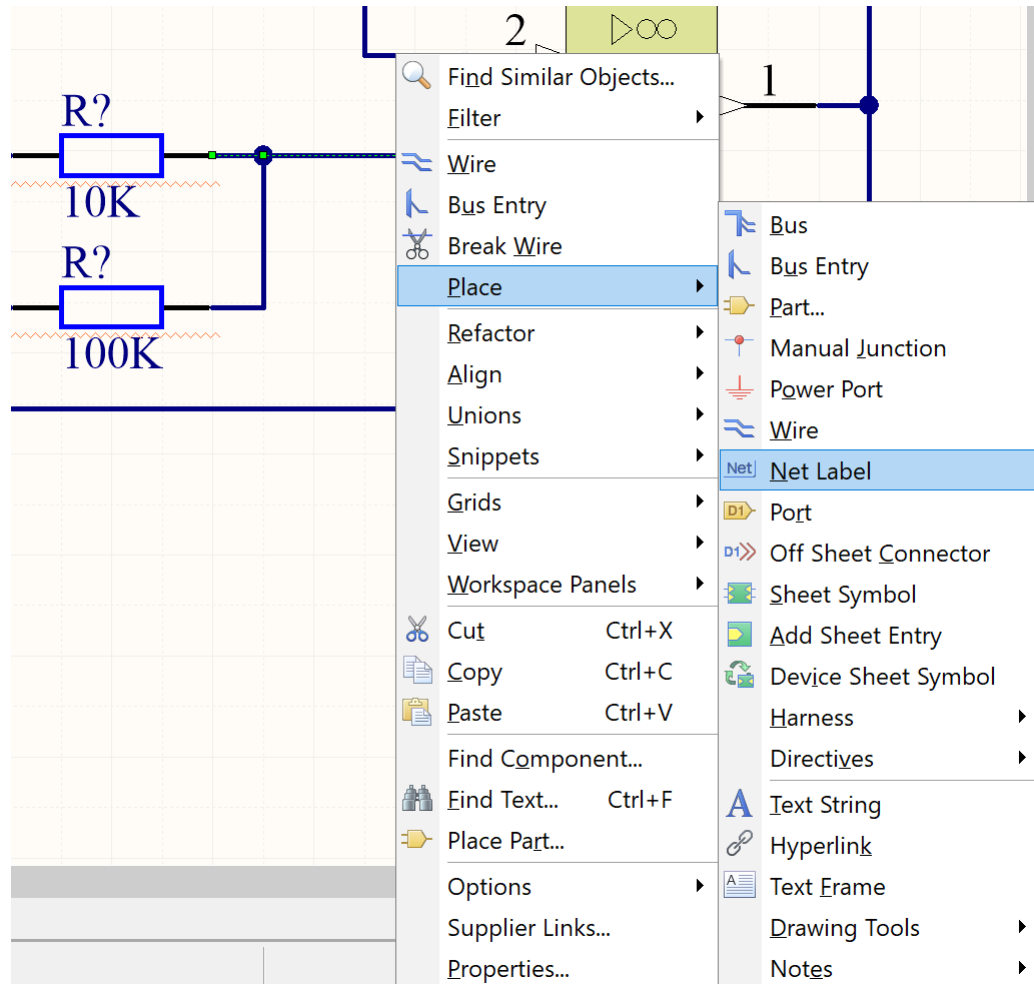 2
1
R?
10K
R?
100K
Find Similar Objects...
Filter
Wire
Bus Entry
Break Wire
Place
Refactor
Align
Unions
Snippets
Grids
View
Workspace Panels
Cut Ctrl+X
Copy Ctrl+C
Paste Ctrl+V
Find Component...
Find Text... Ctrl+F
Place Part...
Options
Supplier Links...
Properties...
Bus
Bus Entry
Part...
Manual Junction
Power Port
Wire
Net Net Label
D1 Port
D1 Off Sheet Connector
Sheet Symbol
Add Sheet Entry
Device Sheet Symbol
Harness
Directives
A Text String
Hyperlink
A Text Frame
Drawing Tools
Notes